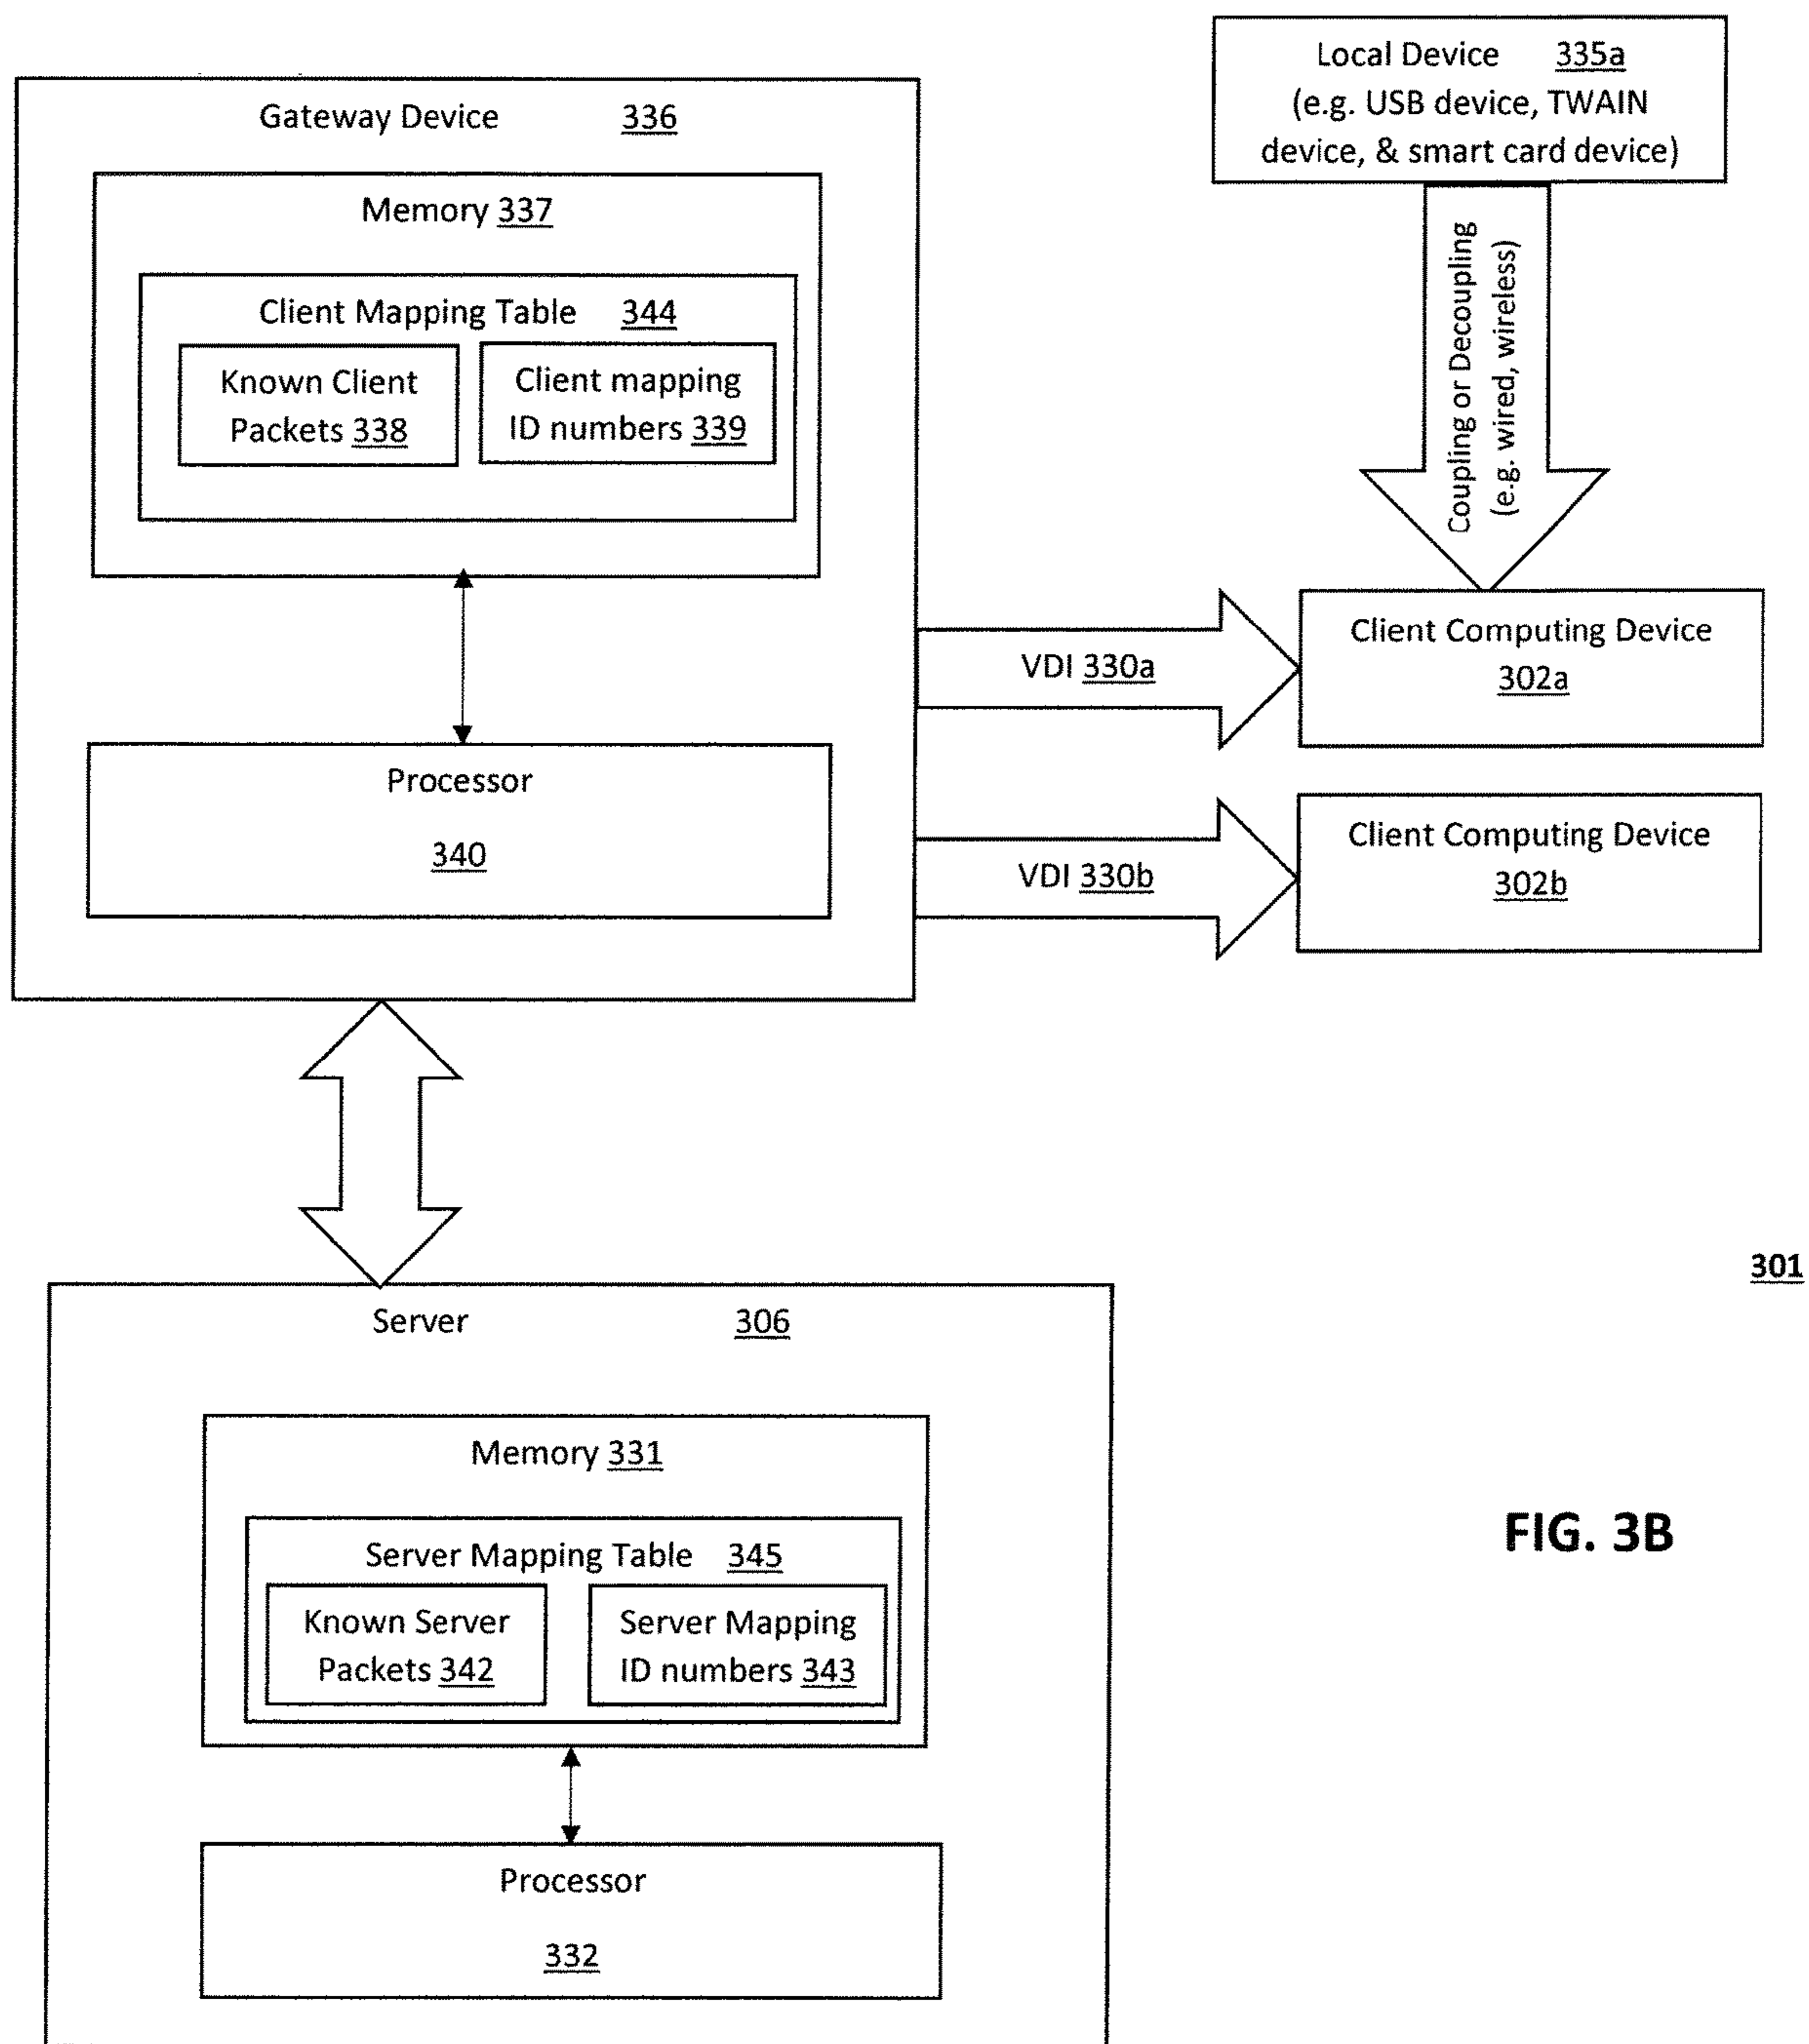 Local Device 335a
(e.g. USB device, TWAIN
device, & smart card device)
Gateway Device 336
Memory 337
Client Mapping Table 344
Known Client
Packets 338
Client mapping
ID numbers 339
Coupling or Decoupling
(e.g. wired, wireless)
Processor
340
VDI 330a
Client Computing Device
302a
VDI 330b
Client Computing Device
302b
301
Server 306
Memory 331
Server Mapping Table 345
Known Server
Packets 342
Server Mapping
ID numbers 343
Processor
332
FIG. 3B